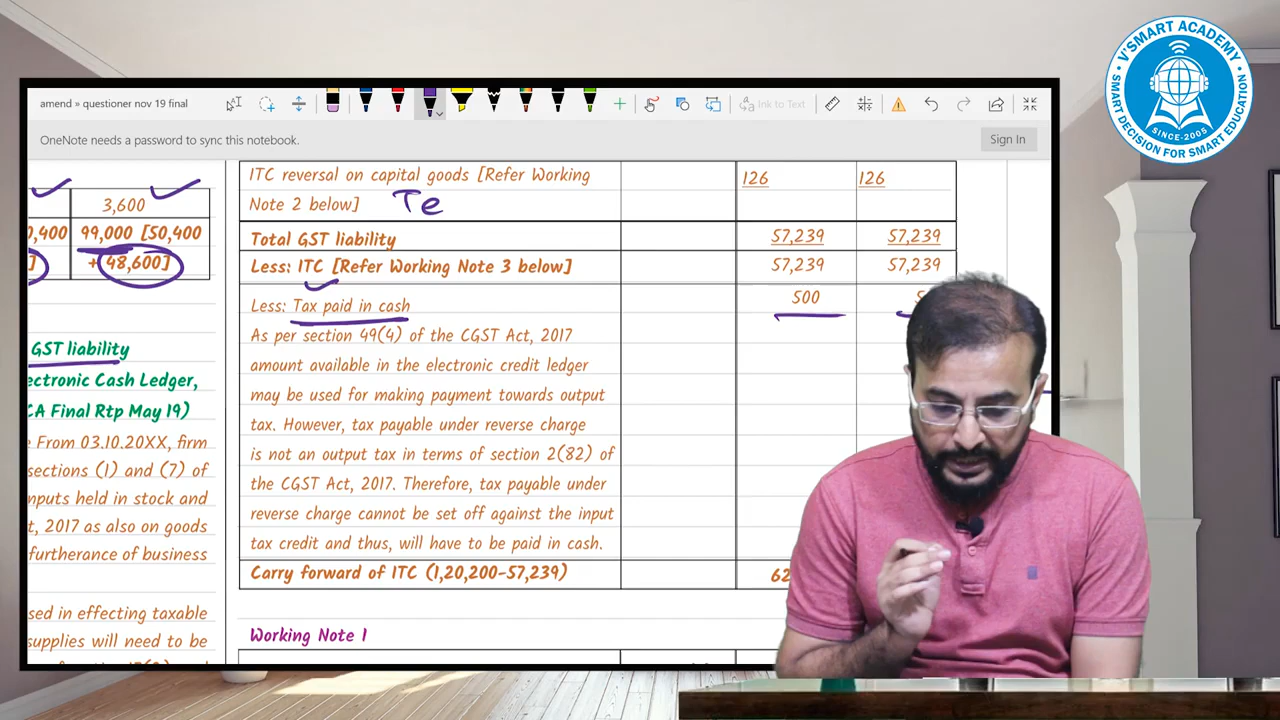 V'SMART ACADEMY
SMART DECISION FOR SMART EDUCATION
SINCE-2005
amend » questioner nov 19 final
Ink to Text
OneNote needs a password to sync this notebook.
Sign In
3,600
0,400 99,000 [50,400
] + 48,600]
GST liability
ectronic Cash Ledger,
CA Final Rtp May 19)
e From 03.10.20XX, firm
sections (1) and (7) of
nputs held in stock and
t, 2017 as also on goods
furtherance of business
sed in effecting taxable
supplies will need to be
ITC reversal on capital goods [Refer Working 126 126
Note 2 below] Te
Total GST liability 57,239 57,239
Less: ITC [Refer Working Note 3 below] 57,239 57,239
Less: Tax paid in cash 500
As per section 49(4) of the CGST Act, 2017
amount available in the electronic credit ledger
may be used for making payment towards output
tax. However, tax payable under reverse charge
is not an output tax in terms of section 2(82) of
the CGST Act, 2017. Therefore, tax payable under
reverse charge cannot be set off against the input
tax credit and thus, will have to be paid in cash.
Carry forward of ITC (1,20,200-57,239) 62
Working Note 1